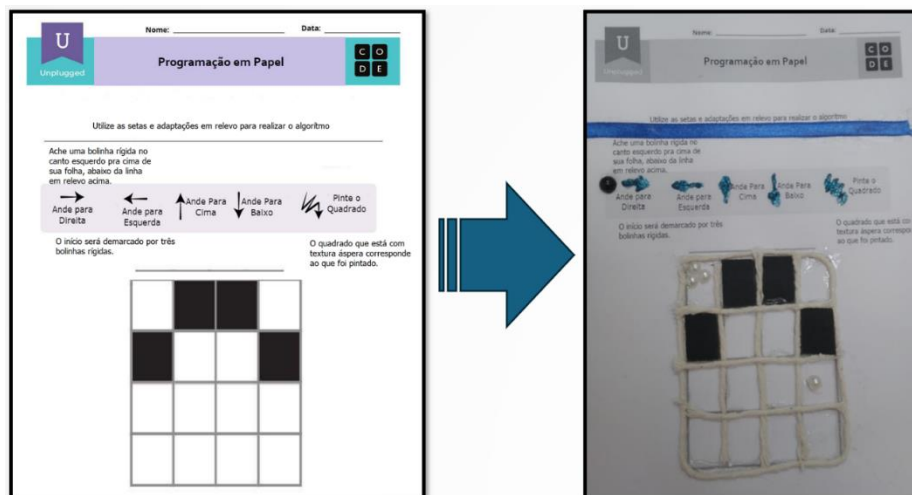 Nome: Data:
U
Unplugged
Programação em Papel
C O
D E
Utilize as setas e adaptações em relevo para realizar o algorítmo
Ache uma bolinha rígida no
canto esquerdo pra cima de
sua folha, abaixo da linha
em relevo acima.
Ande para
Direita
Ande para
Esquerda
Ande Para
Cima
Ande Para
Baixo
Pinte o
Quadrado
O início será demarcado por três
bolinhas rígidas.
O quadrado que está com
textura áspera corresponde
ao que foi pintado.
Nome: Data:
U
Unplugged
Programação em Papel
C O
D E
Utilize as setas e adaptações em relevo para realizar o algorítmo
Ache uma bolinha rígida no
canto esquerdo pra cima de
sua folha, abaixo da linha
em relevo acima.
Ande para
Direita
Ande para
Esquerda
Ande Para
Cima
Ande Para
Baixo
Pinte o
Quadrado
O início será demarcado por três
bolinhas rígidas.
O quadrado que está com
textura áspera corresponde
ao que foi pintado.